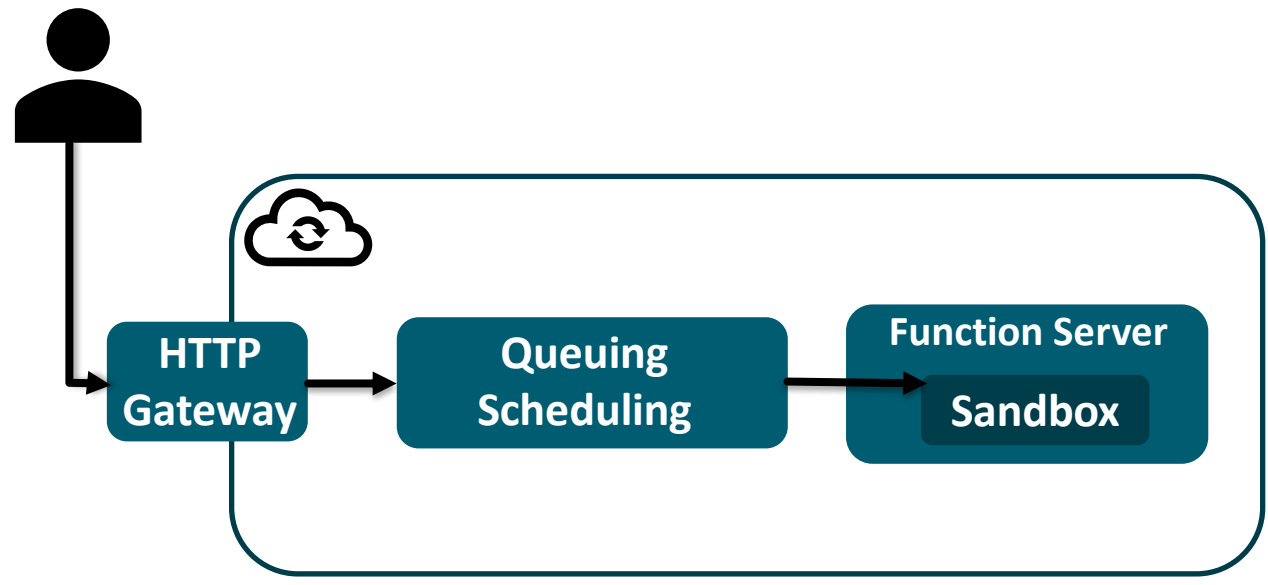 HTTP
Gateway
Queuing
Scheduling
Function Server
Sandbox